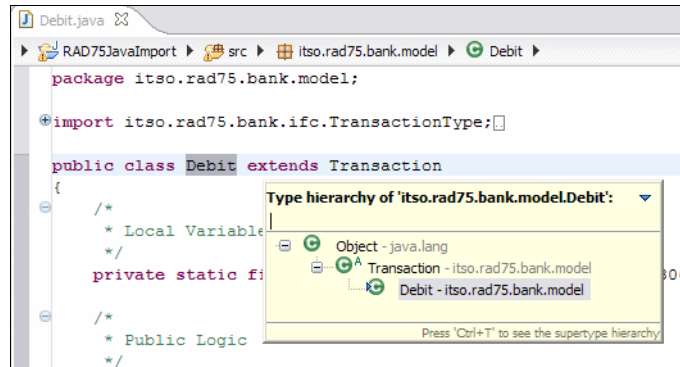 Debit.java
RAD75JavaImport src itso.rad75.bank.model Debit
package itso.rad75.bank.model;
import itso.rad75.bank.ifc.TransactionType;
public class Debit extends Transaction
{
/*
* Local Variable
*/
private static fi
/*
* Public Logic
*/
Type hierarchy of 'itso.rad75.bank.model.Debit':
Object - java.lang
A Transaction - itso.rad75.bank.model
Debit - itso.rad75.bank.model
Press 'Ctrl+T' to see the supertype hierarchy